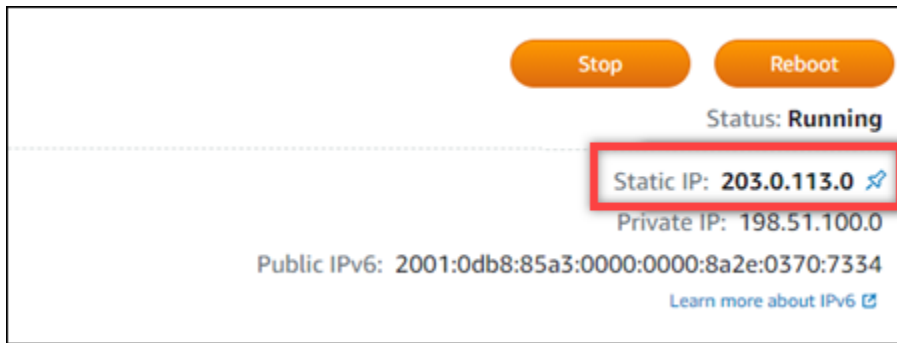 Stop Reboot
Status: Running
Static IP: 203.0.113.0
Private IP: 198.51.100.0
Public IPv6: 2001:0db8:85a3:0000:0000:8a2e:0370:7334
Learn more about IPv6